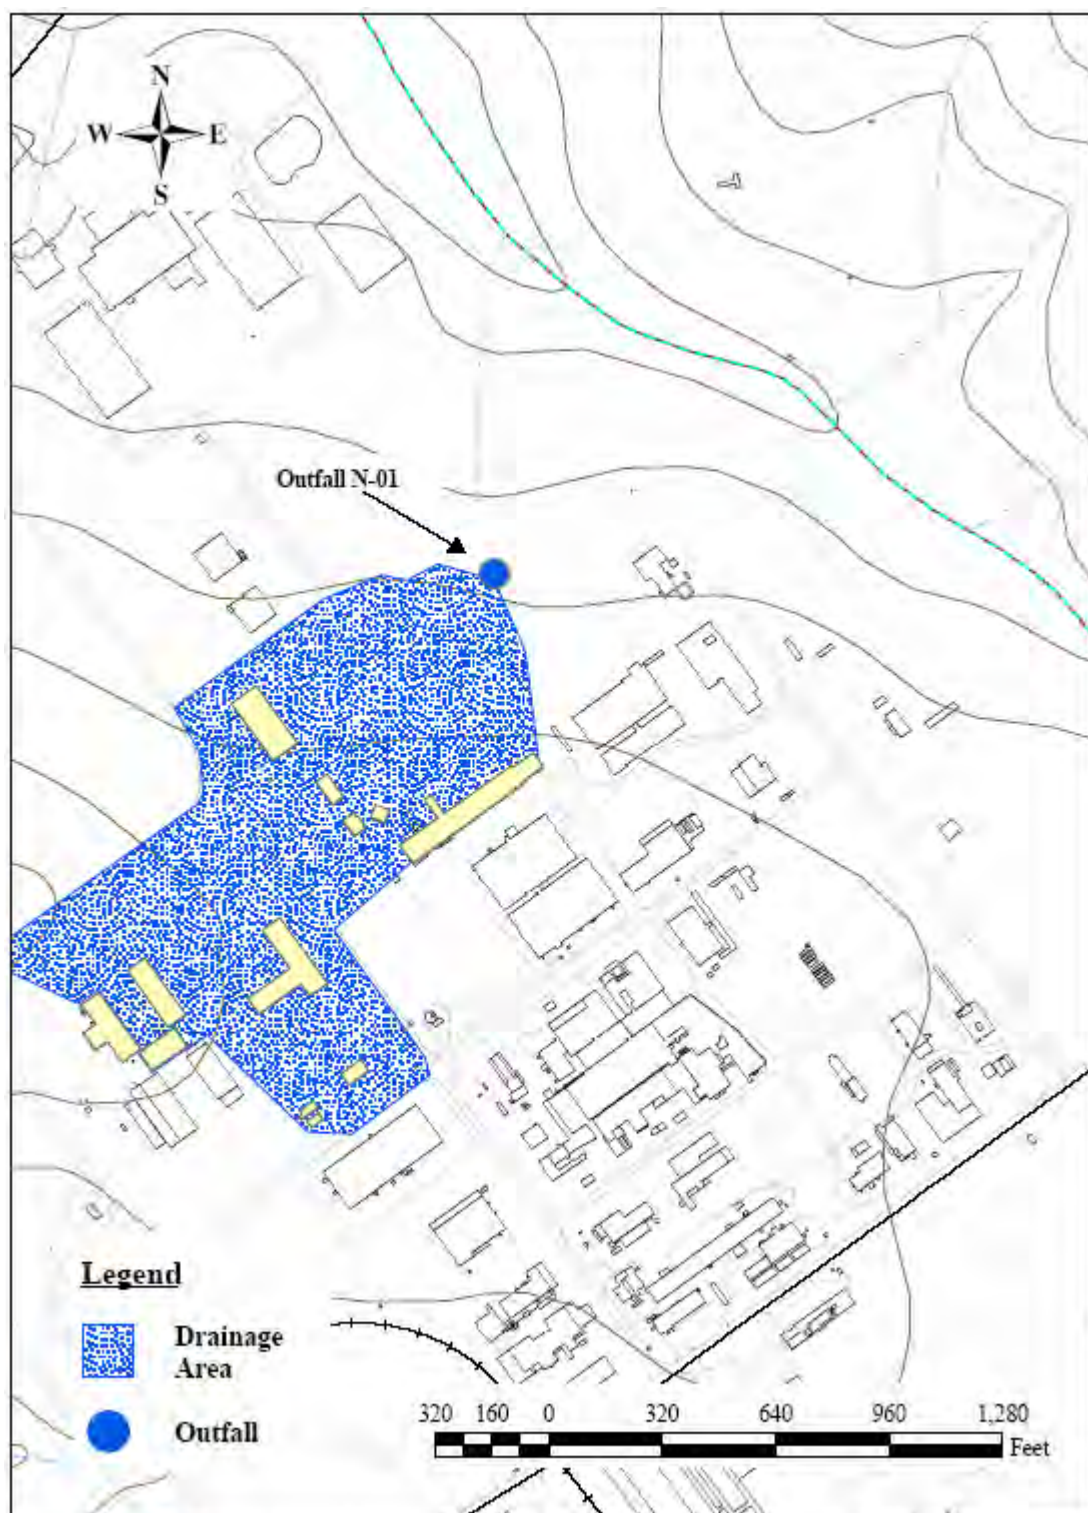 N
W E
S
Outfall N-01
Legend
Drainage
Area
Outfall
320 160 0 320 640 960 1,280
Feet